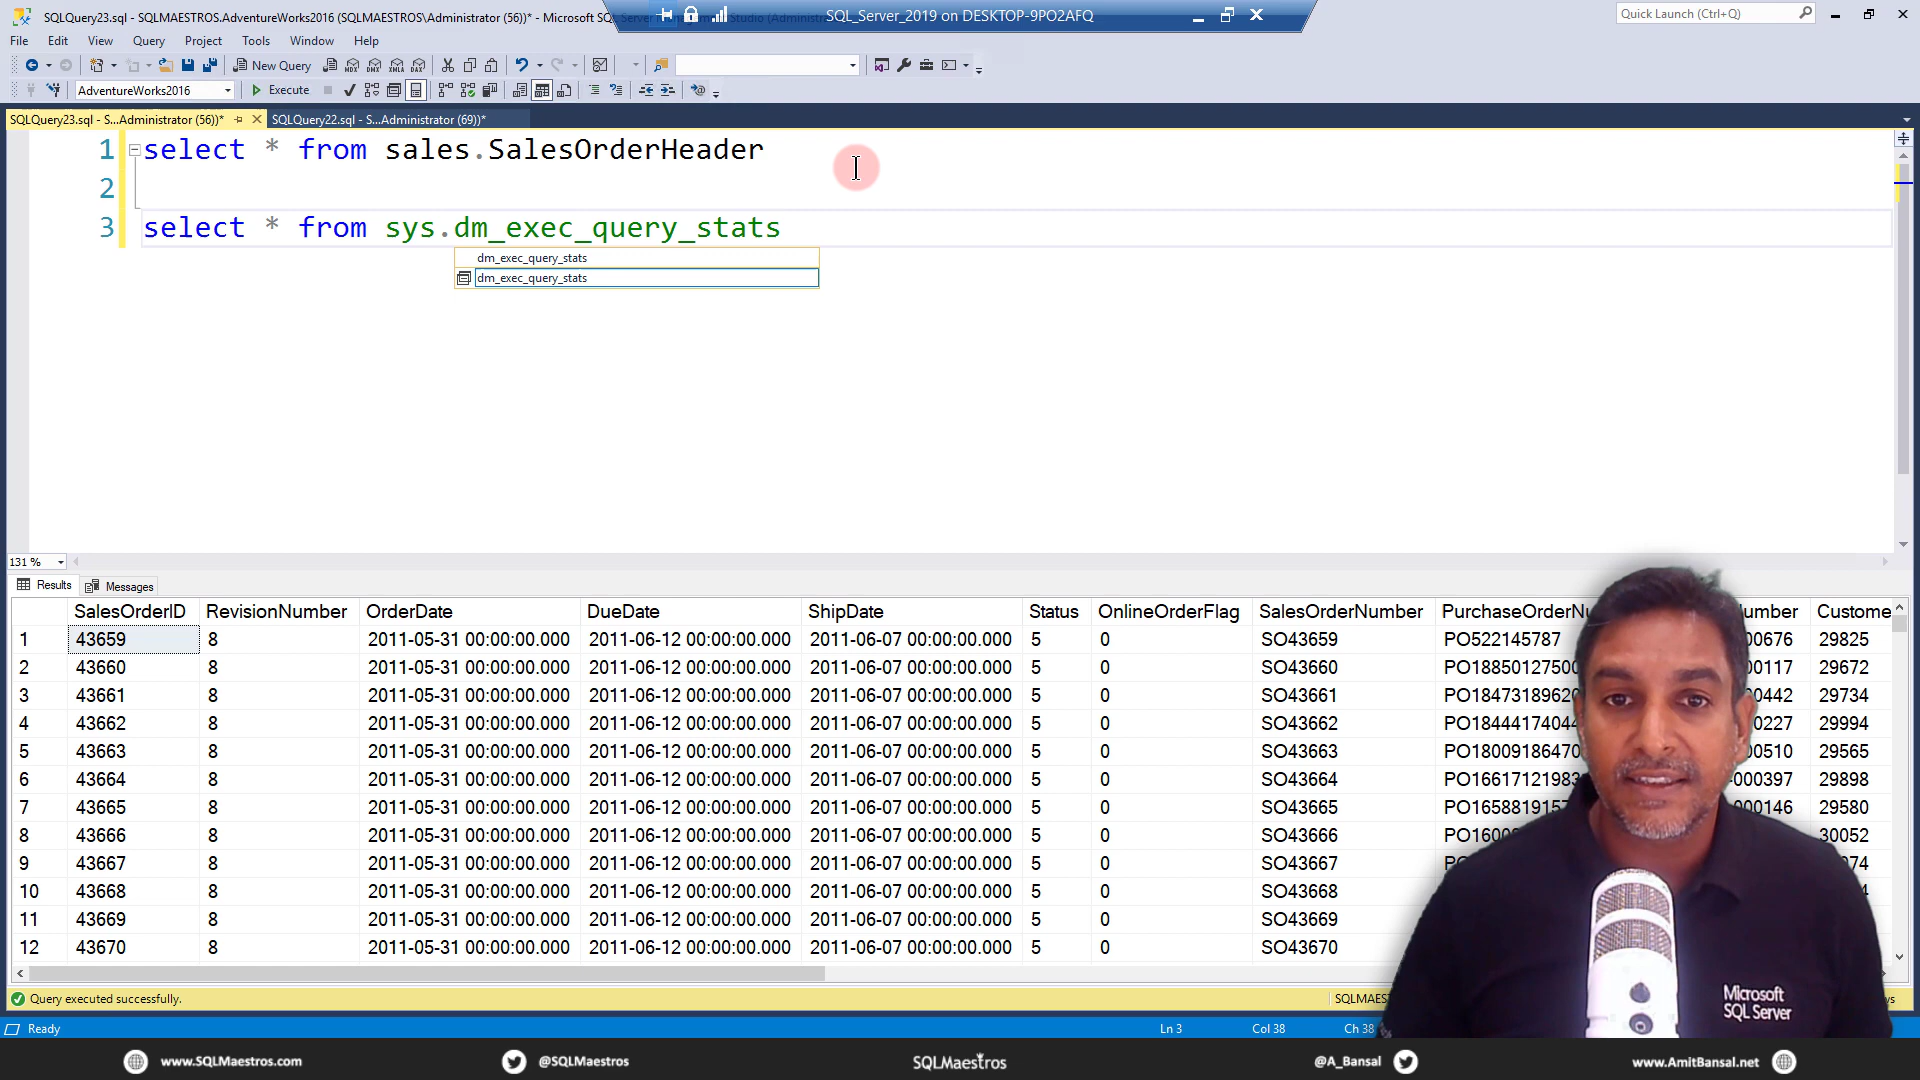 SQLQuery23.sql - SQLMAESTROS.AdventureWorks2016 (SQLMAESTROS\Administrator (56))* - Microsoft SQL
SQL_Server_2019 on DESKTOP-9PO2AFQ
Quick Launch (Ctrl+Q)
File Edit View Query Project Tools Window Help
New Query
AdventureWorks2016
Execute
SQLQuery23.sql - S...Administrator (56))*
SQLQuery22.sql - S...Administrator (69))*
1 select * from sales.SalesOrderHeader
2
3 select * from sys.dm_exec_query_stats
dm_exec_query_stats
dm_exec_query_stats
131 %
Results Messages
SalesOrderID RevisionNumber OrderDate DueDate ShipDate Status OnlineOrderFlag SalesOrderNumber PurchaseOrderNu umber Custome
1 43659 8 2011-05-31 00:00:00.000 2011-06-12 00:00:00.000 2011-06-07 00:00:00.000 5 0 SO43659 PO522145787 00676 29825
2 43660 8 2011-05-31 00:00:00.000 2011-06-12 00:00:00.000 2011-06-07 00:00:00.000 5 0 SO43660 PO1885012750 00117 29672
3 43661 8 2011-05-31 00:00:00.000 2011-06-12 00:00:00.000 2011-06-07 00:00:00.000 5 0 SO43661 PO1847318962 00442 29734
4 43662 8 2011-05-31 00:00:00.000 2011-06-12 00:00:00.000 2011-06-07 00:00:00.000 5 0 SO43662 PO1844417404 00227 29994
5 43663 8 2011-05-31 00:00:00.000 2011-06-12 00:00:00.000 2011-06-07 00:00:00.000 5 0 SO43663 PO1800918647 00510 29565
6 43664 8 2011-05-31 00:00:00.000 2011-06-12 00:00:00.000 2011-06-07 00:00:00.000 5 0 SO43664 PO1661712198 000397 29898
7 43665 8 2011-05-31 00:00:00.000 2011-06-12 00:00:00.000 2011-06-07 00:00:00.000 5 0 SO43665 PO1658819157 000146 29580
8 43666 8 2011-05-31 00:00:00.000 2011-06-12 00:00:00.000 2011-06-07 00:00:00.000 5 0 SO43666 PO1600 30052
9 43667 8 2011-05-31 00:00:00.000 2011-06-12 00:00:00.000 2011-06-07 00:00:00.000 5 0 SO43667 74
10 43668 8 2011-05-31 00:00:00.000 2011-06-12 00:00:00.000 2011-06-07 00:00:00.000 5 0 SO43668
11 43669 8 2011-05-31 00:00:00.000 2011-06-12 00:00:00.000 2011-06-07 00:00:00.000 5 0 SO43669
12 43670 8 2011-05-31 00:00:00.000 2011-06-12 00:00:00.000 2011-06-07 00:00:00.000 5 0 SO43670
Query executed successfully.
SQLMAES
Microsoft
SQL Server
Ready Ln 3 Col 38 Ch 38
www.SQLMaestros.com @SQLMaestros SQLMaestros @A_Bansal www.AmitBansal.net